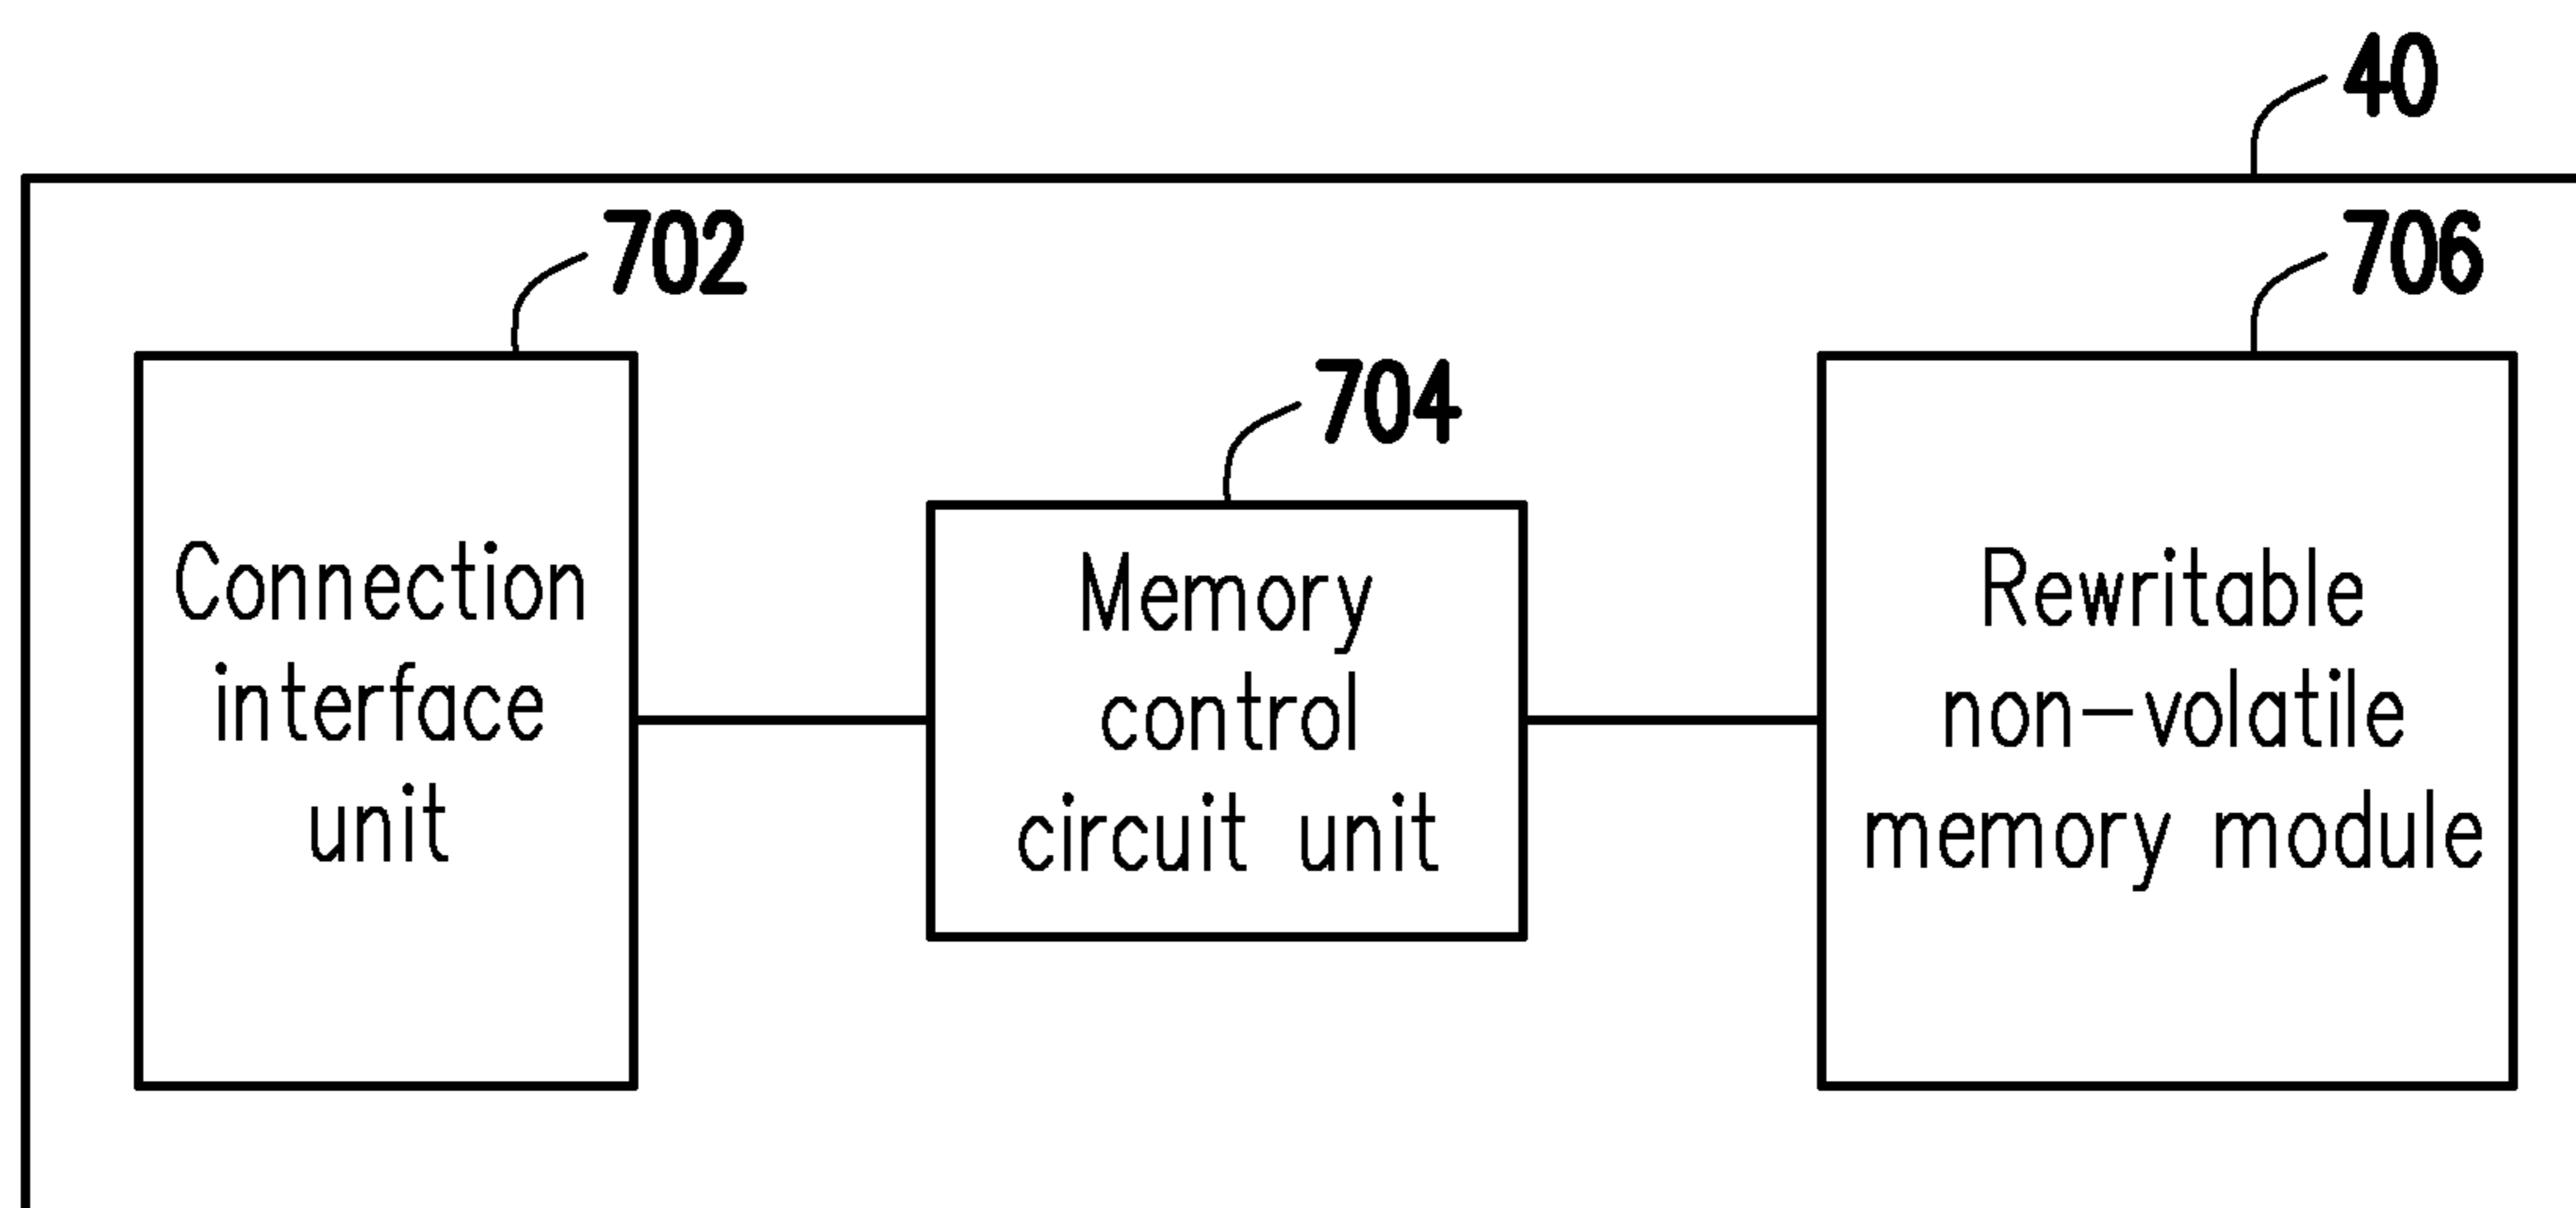 40
702
706
704
Connection
interface
unit
Memory
control
circuit unit
Rewritable
non-volatile
memory module